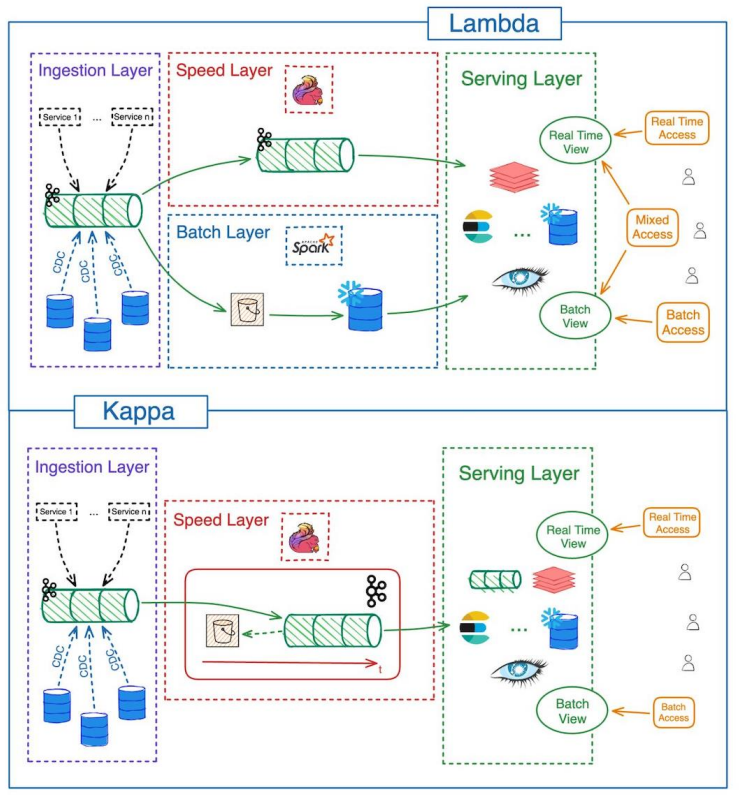 Lambda
Ingestion Layer
Speed Layer
Serving Layer
Service 1
...
Service n
Real Time
View
Real Time
Access
Batch Layer
APACHE
Spark
Mixed
Access
...
CDC
CDC
CDC
Batch
View
Batch
Access
Kappa
Ingestion Layer
Speed Layer
Serving Layer
Service 1
...
Service n
Real Time
View
Real Time
Access
...
CDC
CDC
CDC
t
Batch
View
Batch
Access